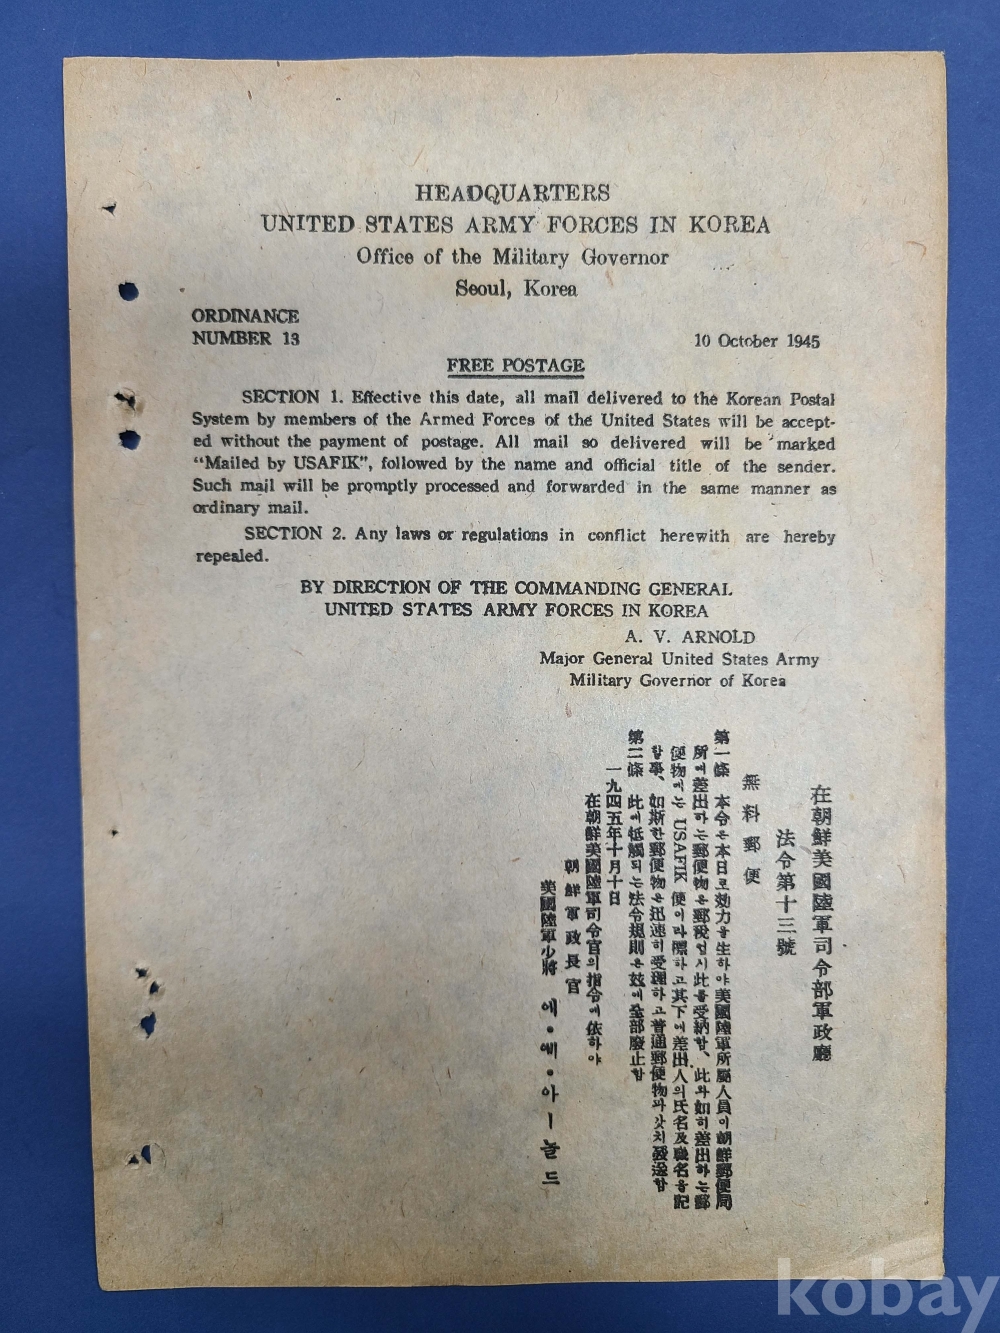 HEADQUARTERS
UNITED STATES ARMY FORCES IN KOREA
Office of the Military Governor
Seoul, Korea
ORDINANCE
NUMBER 13
10 October 1945
FREE POSTAGE
SECTION 1. Effective this date, all mail delivered to the Korean Postal
System by members of the Armed Forces of the United States will be accept-
ed without the payment of postage. All mail so delivered will be marked
“Mailed by USAFIK”, followed by the name and official title of the sender.
Such mail will be promptly processed and forwarded in the same manner as
ordinary mail.
SECTION 2. Any laws or regulations in conflict herewith are hereby
repealed.
BY DIRECTION OF THE COMMANDING GENERAL
UNITED STATES ARMY FORCES IN KOREA
A. V. ARNOLD
Major General United States Army
Military Governor of Korea
在朝鮮美國陸軍司令部軍政廳
法令第十三號
無料郵便
第一條 本令은本日로効力을生하야美國陸軍所屬人員이朝鮮郵便局
所에差出하는郵便物은郵稅업시此를受納함、此와如히差出하는郵
便物에는 USAFIK 便이라標하고其下에差出人의氏名及職名을記
할事、如斯한郵便物은迅速히受理하고普通郵便物과갓치發送함
第二條 此에牴觸되는法令規則은玆에全部廢止함
一九四五年十月十日
在朝鮮美國陸軍司令官의指令에依하야
朝鮮軍政長官
美國陸軍少將 에・에・아ー놀드
kobay